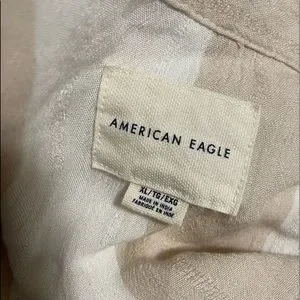 AMERICAN EAGLE
XL/TG/EXG
MADE IN INDIA
FABRIQUÉ EN INDE